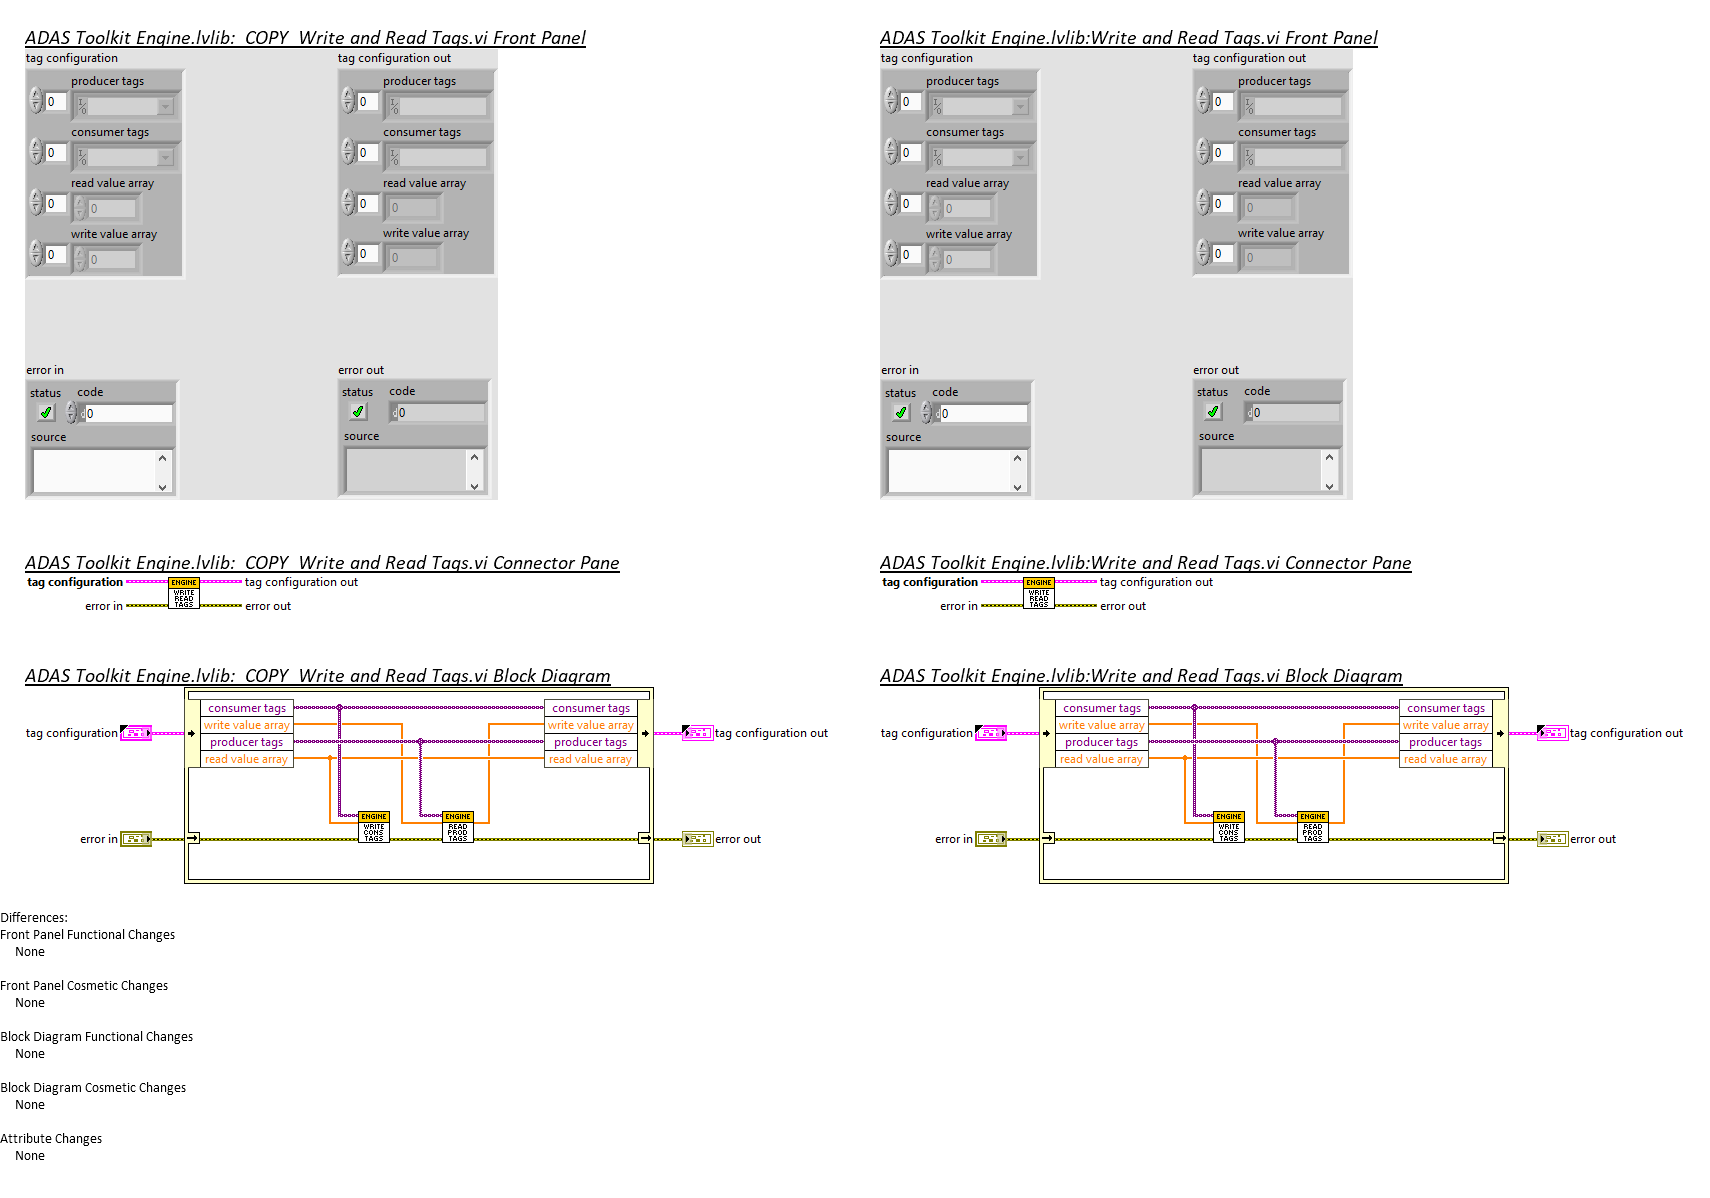 ADAS Toolkit Engine.lvlib:_COPY_Write and Read Tags.vi Front Panel
tag configuration
producer tags
0
consumer tags
0
read value array
0
0
write value array
0
0
tag configuration out
producer tags
0
consumer tags
0
read value array
0
0
write value array
0
0
error in
status code
d0
source
error out
status code
d0
source
ADAS Toolkit Engine.lvlib:Write and Read Tags.vi Front Panel
tag configuration
producer tags
0
consumer tags
0
read value array
0
0
write value array
0
0
tag configuration out
producer tags
0
consumer tags
0
read value array
0
0
write value array
0
0
error in
status code
d0
source
error out
status code
d0
source
ADAS Toolkit Engine.lvlib:_COPY_Write and Read Tags.vi Connector Pane
tag configuration
ENGINE
WRITE
READ
TAGS
tag configuration out
error in
error out
ADAS Toolkit Engine.lvlib:Write and Read Tags.vi Connector Pane
tag configuration
ENGINE
WRITE
READ
TAGS
tag configuration out
error in
error out
ADAS Toolkit Engine.lvlib:_COPY_Write and Read Tags.vi Block Diagram
consumer tags
write value array
producer tags
read value array
consumer tags
write value array
producer tags
read value array
tag configuration
tag configuration out
ENGINE
WRITE
CONS
TAGS
ENGINE
READ
PROD
TAGS
error in
error out
ADAS Toolkit Engine.lvlib:Write and Read Tags.vi Block Diagram
consumer tags
write value array
producer tags
read value array
consumer tags
write value array
producer tags
read value array
tag configuration
tag configuration out
ENGINE
WRITE
CONS
TAGS
ENGINE
READ
PROD
TAGS
error in
error out
Differences:
Front Panel Functional Changes
None
Front Panel Cosmetic Changes
None
Block Diagram Functional Changes
None
Block Diagram Cosmetic Changes
None
Attribute Changes
None